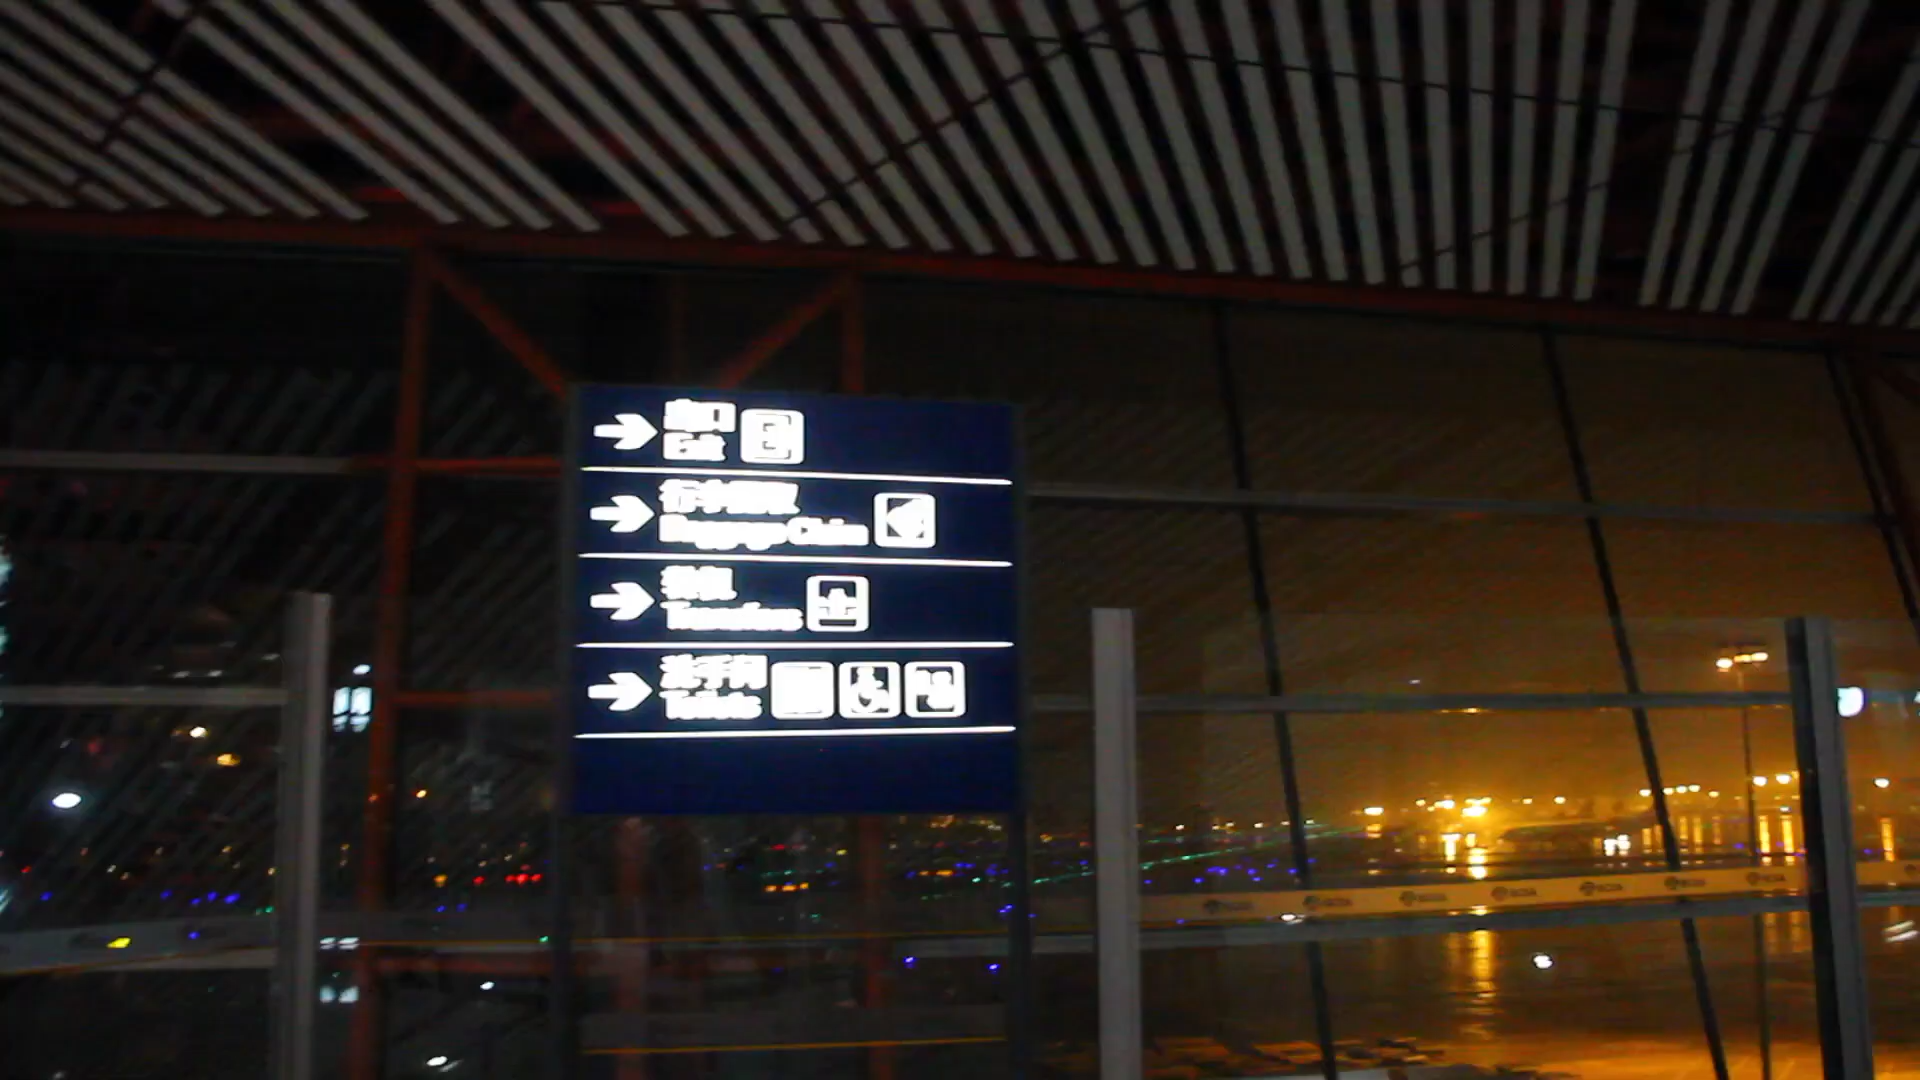 出口
Exit
行李提取
Baggage Claim
转机
Transfers
洗手间
Toilets